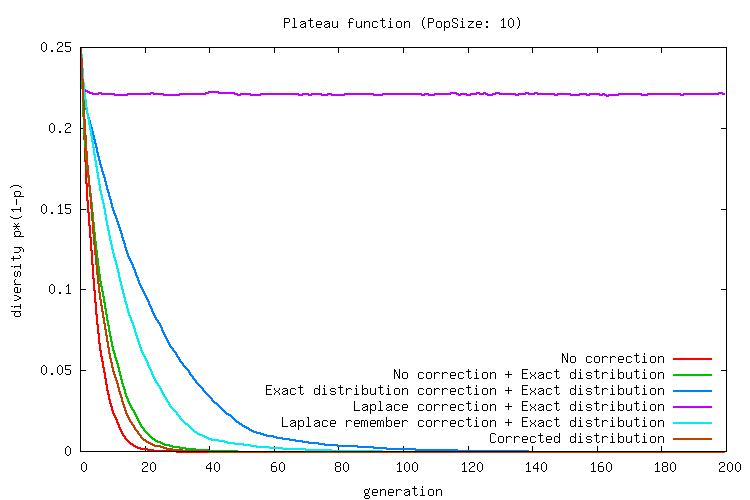 Plateau function (PopSize: 10)
0.25
0.2
0.15
0.1
0.05
0
diversity p*(1-p)
No correction
No correction + Exact distribution
Exact distribution correction + Exact distribution
Laplace correction + Exact distribution
Laplace remember correction + Exact distribution
Corrected distribution
0 20 40 60 80 100 120 140 160 180 200
generation